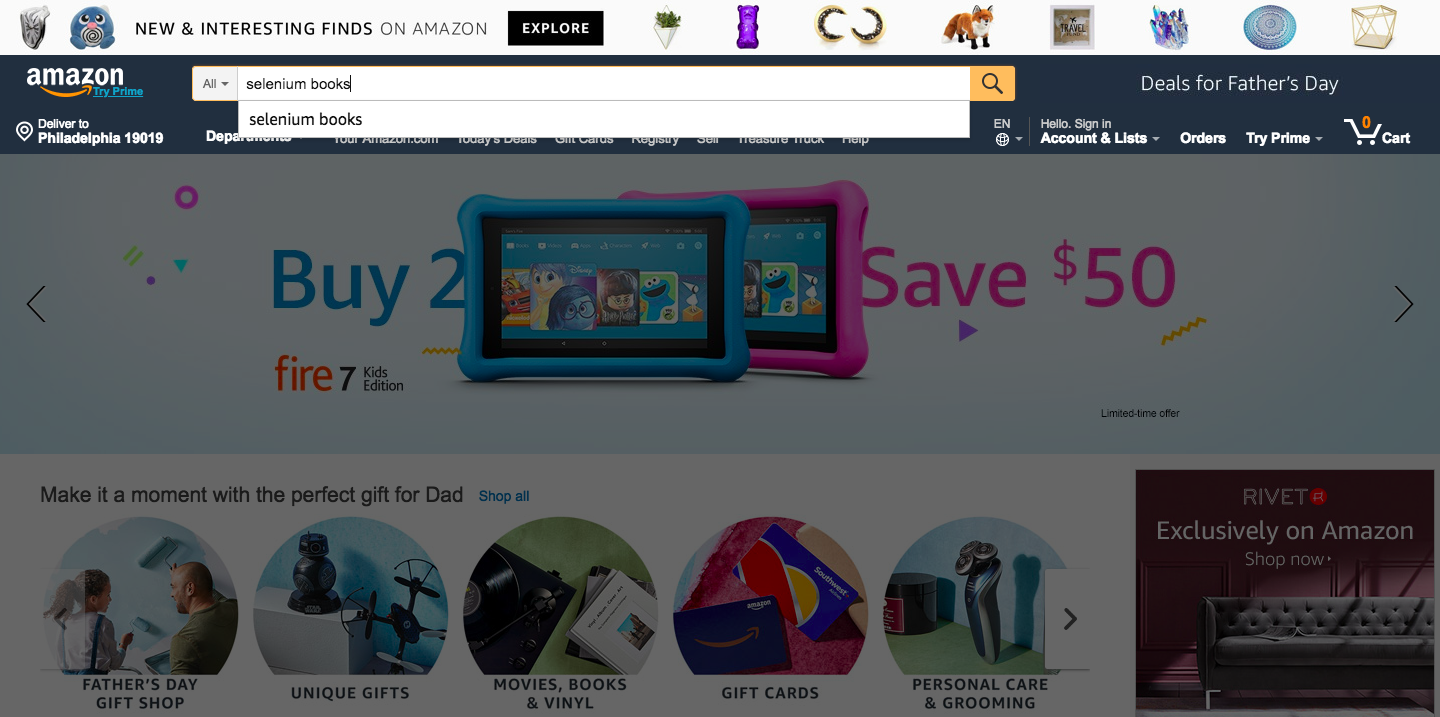 NEW & INTERESTING FINDS ON AMAZON
EXPLORE
TRAVEL
amazon
Try Prime
All
selenium books
Deals for Father's Day
selenium books
Deliver to
Philadelphia 19019
Your Amazon.com
Today's Deals
Gift Cards
Registry
Sell
Treasure Truck
Help
EN
Hello. Sign in
Account & Lists
Orders
Try Prime
0
Cart
Buy 2
Save $50
fire 7 Kids
Edition
Limited-time offer
Make it a moment with the perfect gift for Dad
Shop all
RIVET
Exclusively on Amazon
Shop now
amazon
Southwest
FATHER'S DAY
GIFT SHOP
UNIQUE GIFTS
MOVIES, BOOKS
& VINYL
GIFT CARDS
PERSONAL CARE
& GROOMING